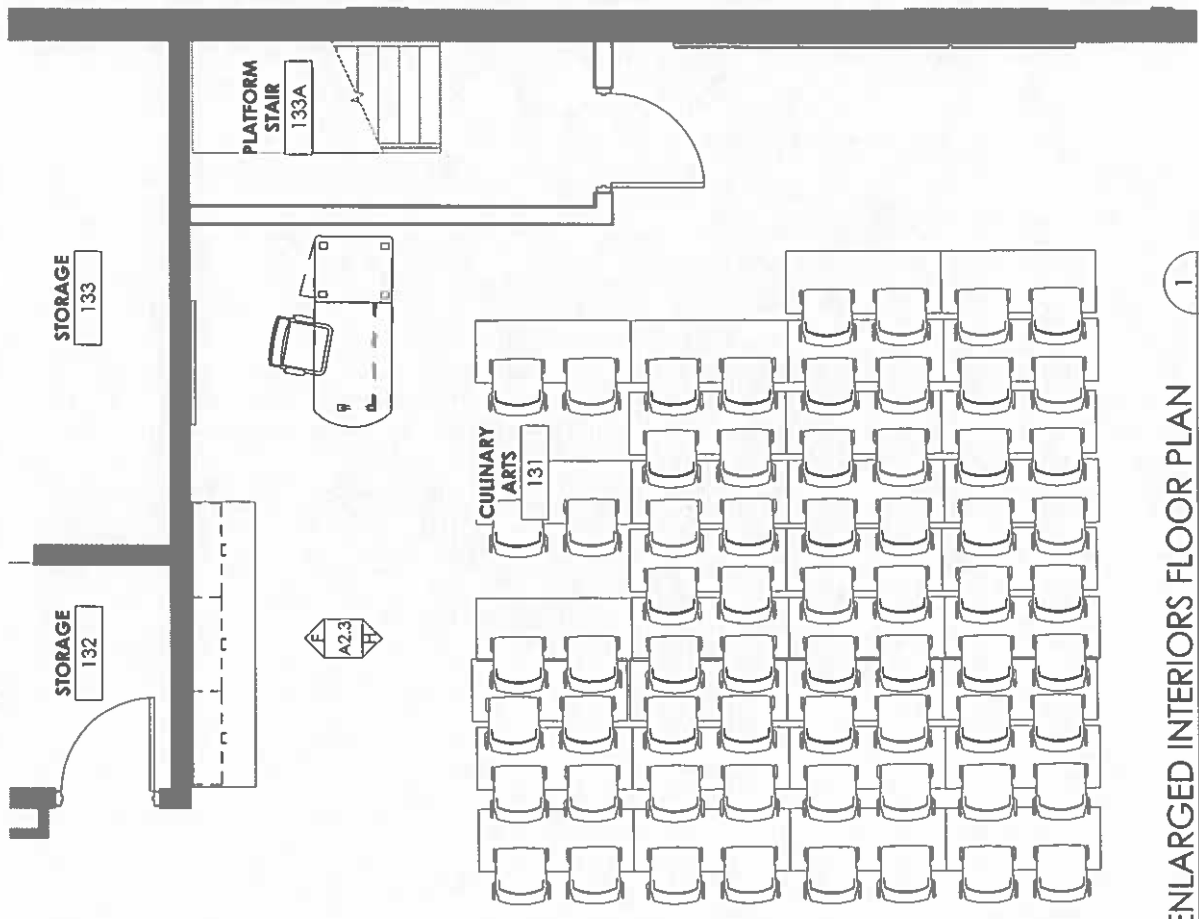 PLATFORM
STAIR
133A
STORAGE
133
STORAGE
132
CULINARY
ARTS
131
F
A2.3
H
ENLARGED INTERIORS FLOOR PLAN
1